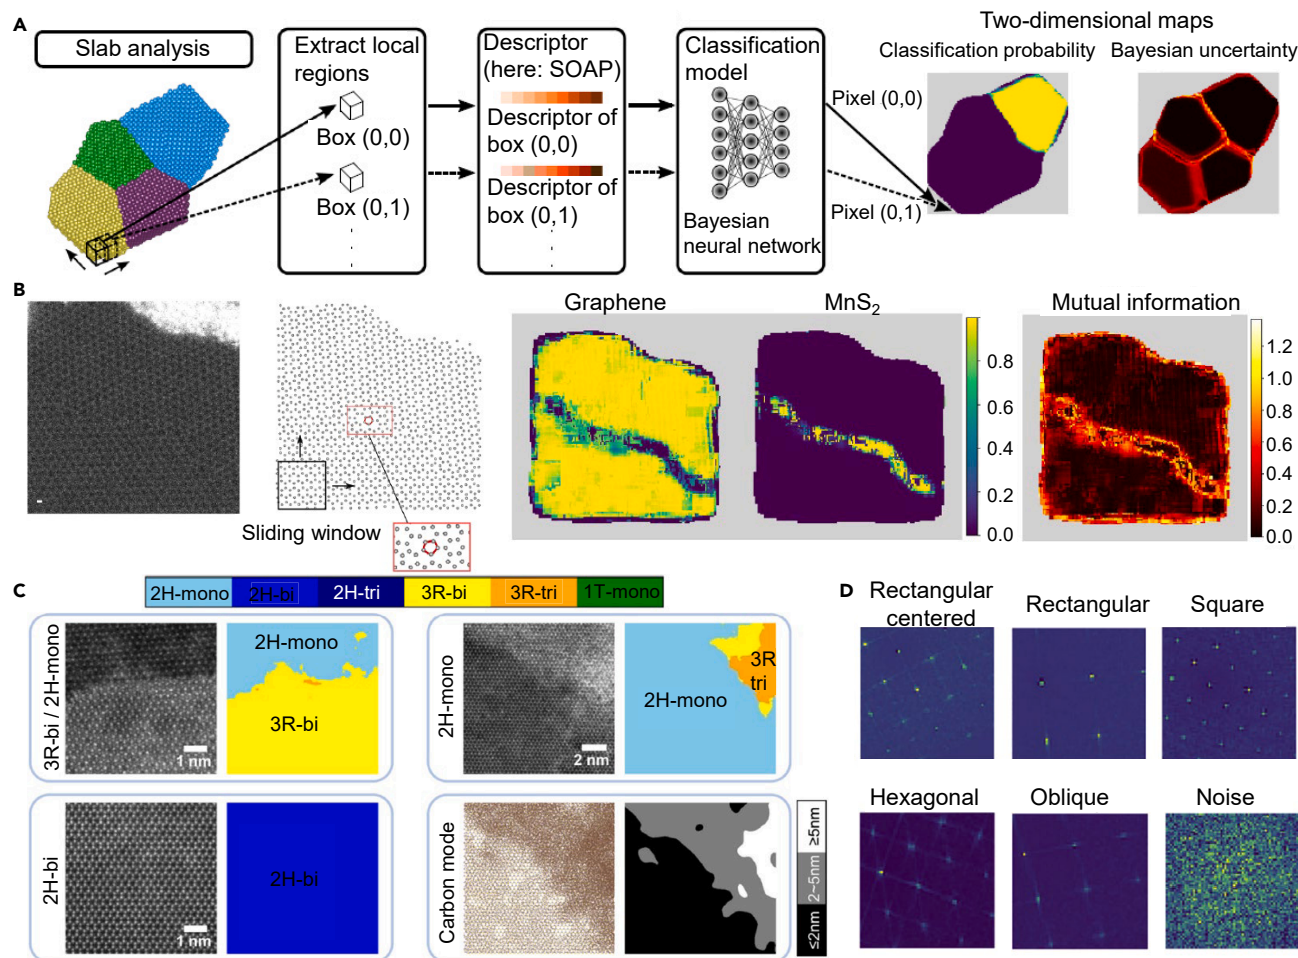 A
Slab analysis
Extract local
regions
Box (0,0)
Box (0,1)
Descriptor
(here: SOAP)
Descriptor of
box (0,0)
Descriptor of
box (0,1)
Classification
model
Bayesian
neural network
Pixel (0,0)
Pixel (0,1)
Two-dimensional maps
Classification probability
Bayesian uncertainty
B
Sliding window
Graphene
MnS2
0.8
0.6
0.4
0.2
0.0
Mutual information
1.2
1.0
0.8
0.6
0.4
0.2
0.0
C
2H-mono
2H-bi
2H-tri
3R-bi
3R-tri
1T-mono
3R-bi / 2H-mono
1 nm
2H-mono
3R-bi
2H-mono
2 nm
2H-mono
3R
tri
2H-bi
1 nm
2H-bi
Carbon mode
≥5nm
2~5nm
≤2nm
D
Rectangular
centered
Rectangular
Square
Hexagonal
Oblique
Noise